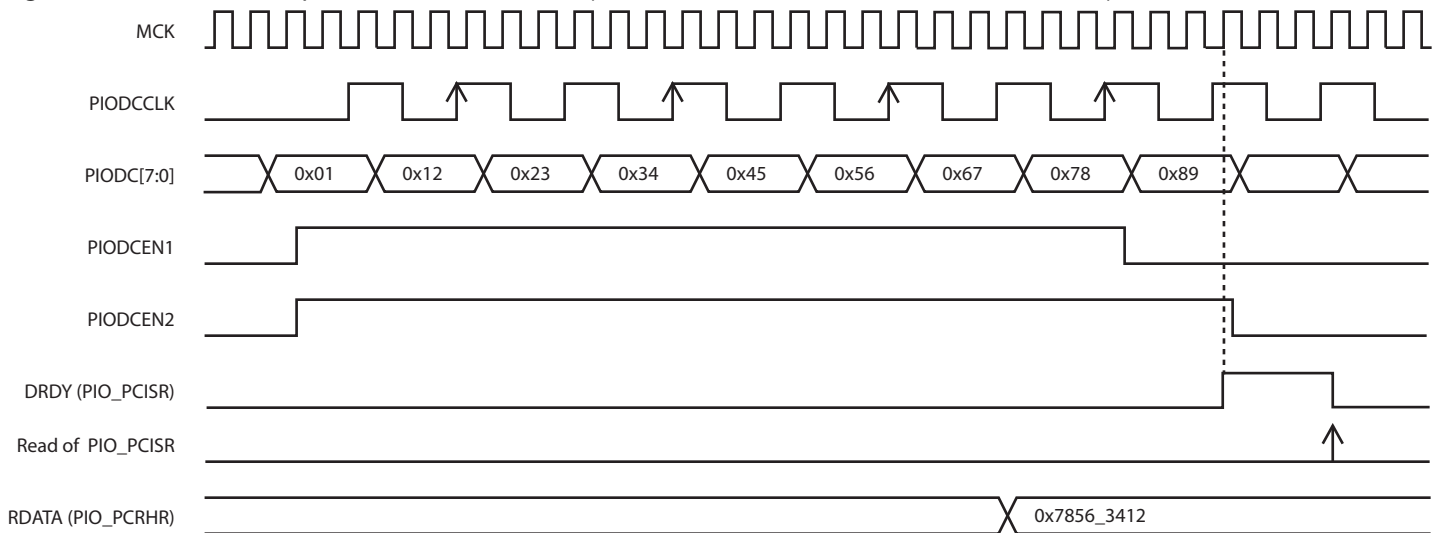 MCK
PIODCCLK
PIODC[7:0] 0x01 0x12 0x23 0x34 0x45 0x56 0x67 0x78 0x89
PIODCEN1
PIODCEN2
DRDY (PIO_PCISR)
Read of PIO_PCISR
RDATA (PIO_PCRHR) 0x7856_3412